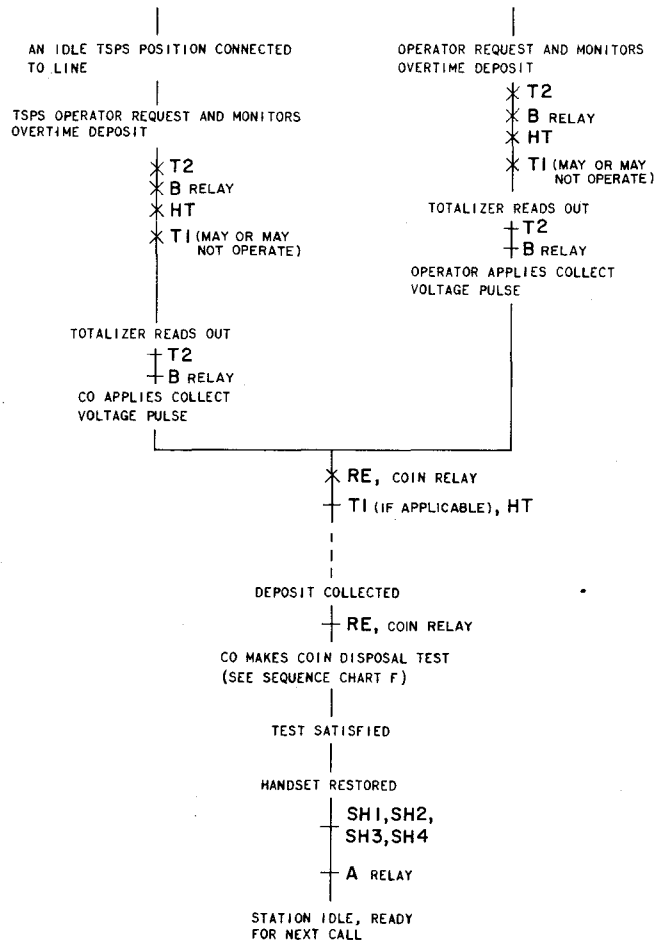 AN IDLE TSPS POSITION CONNECTED
TO LINE
TSPS OPERATOR REQUEST AND MONITORS
OVERTIME DEPOSIT
T2
B RELAY
HT
T1 (MAY OR MAY
NOT OPERATE)
TOTALIZER READS OUT
T2
B RELAY
CO APPLIES COLLECT
VOLTAGE PULSE
OPERATOR REQUEST AND MONITORS
OVERTIME DEPOSIT
T2
B RELAY
HT
T1 (MAY OR MAY
NOT OPERATE)
TOTALIZER READS OUT
T2
B RELAY
OPERATOR APPLIES COLLECT
VOLTAGE PULSE
RE, COIN RELAY
T1 (IF APPLICABLE), HT
DEPOSIT COLLECTED
RE, COIN RELAY
CO MAKES COIN DISPOSAL TEST
(SEE SEQUENCE CHART F)
TEST SATISFIED
HANDSET RESTORED
SH1,SH2,
SH3,SH4
A RELAY
STATION IDLE, READY
FOR NEXT CALL